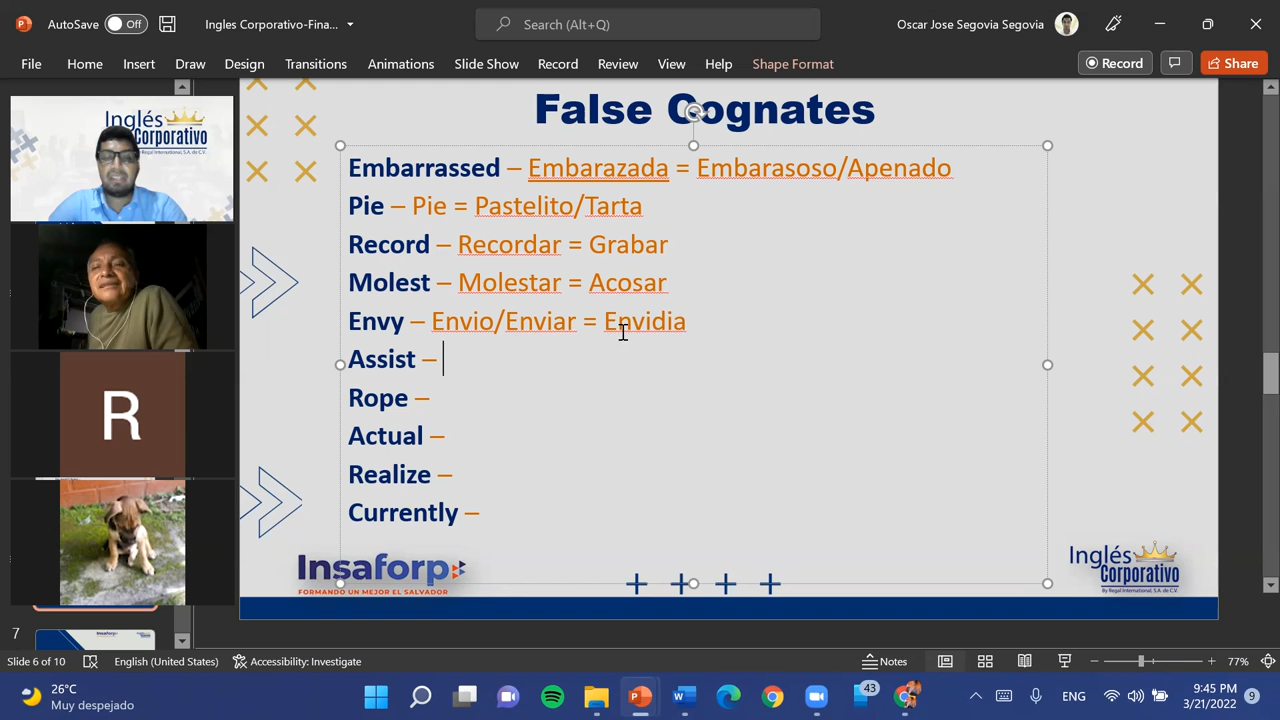 AutoSave Off Ingles Corporativo-Fina... Search (Alt+Q) Oscar Jose Segovia Segovia
File Home Insert Draw Design Transitions Animations Slide Show Record Review View Help Shape Format Record Share
Inglés
Corporativo
By Regal International, S.A. de C.V.
R
7
False Cognates
Embarrassed – Embarazada = Embarasoso/Apenado
Pie – Pie = Pastelito/Tarta
Record – Recordar = Grabar
Molest – Molestar = Acosar
Envy – Envio/Enviar = Envidia
Assist –
Rope –
Actual –
Realize –
Currently –
Insaforp
FORMANDO UN MEJOR EL SALVADOR
Inglés
Corporativo
By Regal International, S.A. de C.V.
Slide 6 of 10 English (United States) Accessibility: Investigate Notes 77%
26°C
Muy despejado
43
ENG
9:45 PM
3/21/2022
9